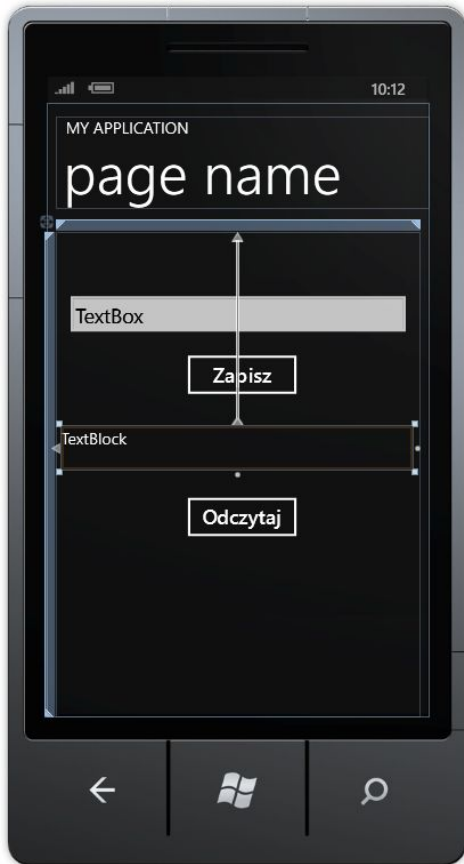 10:12
MY APPLICATION
page name
TextBox
Zapisz
TextBlock
Odczytaj